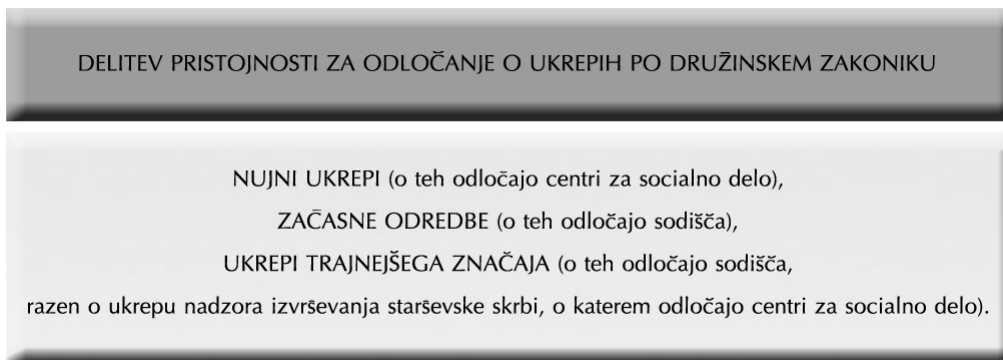 DELITEV PRISTOJNOSTI ZA ODLOČANJE O UKREPIH PO DRUŽINSKEM ZAKONIKU
NUJNI UKREPI (o teh odločajo centri za socialno delo),
ZAČASNE ODREDBE (o teh odločajo sodišča),
UKREPI TRAJNEJŠEGA ZNAČAJA (o teh odločajo sodišča,
razen o ukrepu nadzora izvrševanja starševske skrbi, o katerem odločajo centri za socialno delo).